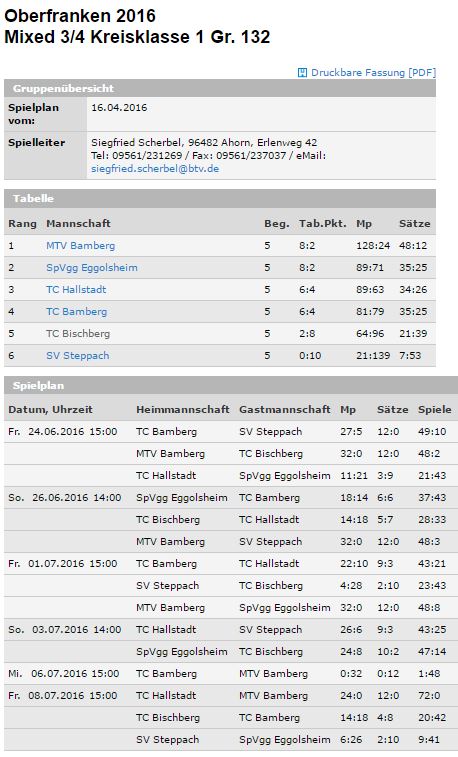 Oberfranken 2016
Mixed 3/4 Kreisklasse 1 Gr. 132
Druckbare Fassung [PDF]
Gruppenübersicht
Spielplan vom: 16.04.2016
Spielleiter Siegfried Scherbel, 96482 Ahorn, Erlenweg 42
Tel: 09561/231269 / Fax: 09561/237037 / eMail:
siegfried.scherbel@btv.de
Tabelle
Rang Mannschaft Beg. Tab.Pkt. Mp Sätze
1 MTV Bamberg 5 8:2 128:24 48:12
2 SpVgg Eggolsheim 5 8:2 89:71 35:25
3 TC Hallstadt 5 6:4 89:63 34:26
4 TC Bamberg 5 6:4 81:79 35:25
5 TC Bischberg 5 2:8 64:96 21:39
6 SV Steppach 5 0:10 21:139 7:53
Spielplan
Datum, Uhrzeit Heimmannschaft Gastmannschaft Mp Sätze Spiele
Fr. 24.06.2016 15:00 TC Bamberg SV Steppach 27:5 12:0 49:10
MTV Bamberg TC Bischberg 32:0 12:0 48:2
TC Hallstadt SpVgg Eggolsheim 11:21 3:9 21:43
So. 26.06.2016 14:00 SpVgg Eggolsheim TC Bamberg 18:14 6:6 37:43
TC Bischberg TC Hallstadt 14:18 5:7 28:33
MTV Bamberg SV Steppach 32:0 12:0 48:3
Fr. 01.07.2016 15:00 TC Bamberg TC Hallstadt 22:10 9:3 43:21
SV Steppach TC Bischberg 4:28 2:10 23:43
MTV Bamberg SpVgg Eggolsheim 32:0 12:0 48:8
So. 03.07.2016 14:00 TC Hallstadt SV Steppach 26:6 9:3 43:25
SpVgg Eggolsheim TC Bischberg 24:8 10:2 47:14
Mi. 06.07.2016 15:00 TC Bamberg MTV Bamberg 0:32 0:12 1:48
Fr. 08.07.2016 15:00 TC Hallstadt MTV Bamberg 24:0 12:0 72:0
TC Bischberg TC Bamberg 14:18 4:8 20:42
SV Steppach SpVgg Eggolsheim 6:26 2:10 9:41